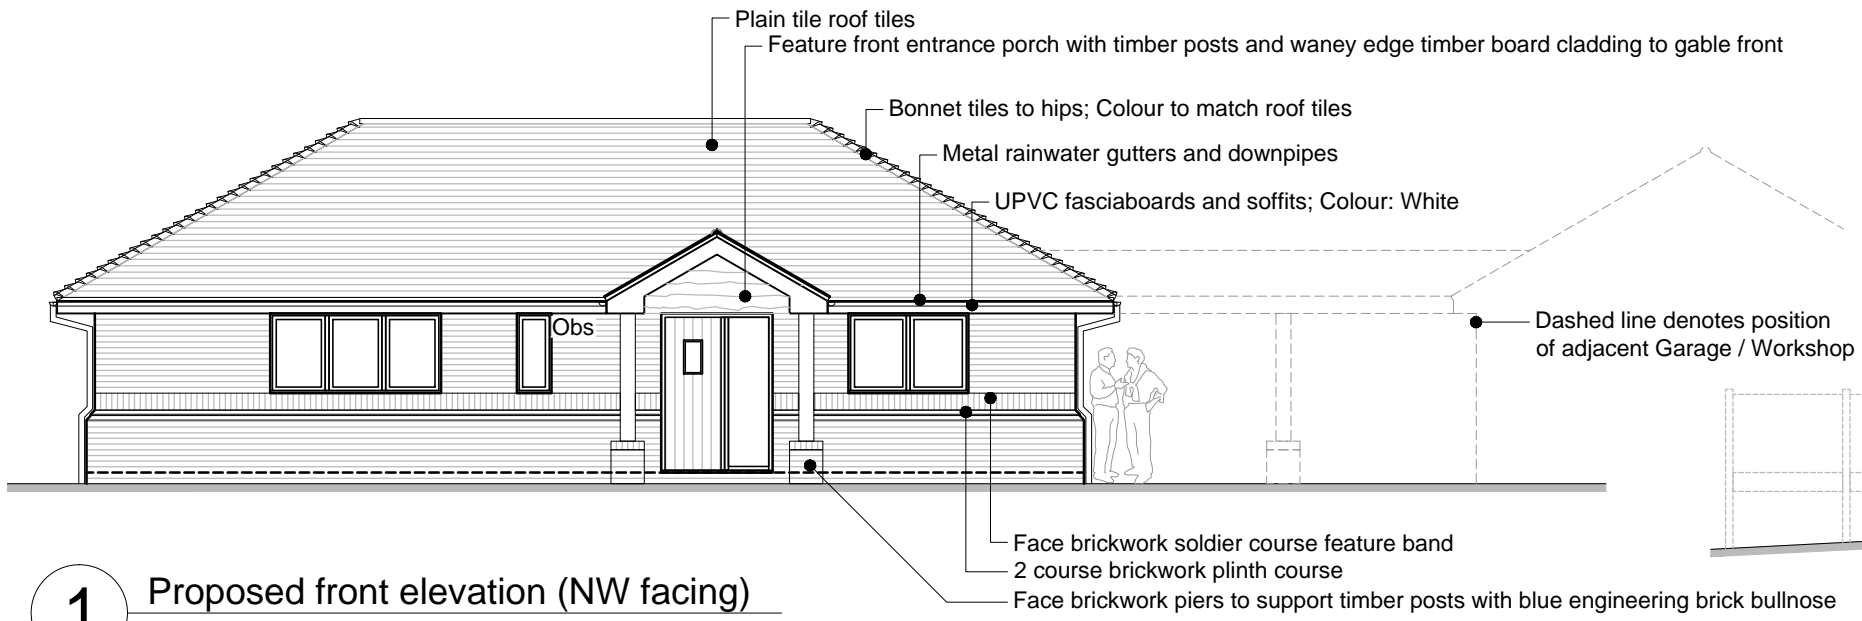 Plain tile roof tiles
Feature front entrance porch with timber posts and waney edge timber board cladding to gable front
Bonnet tiles to hips; Colour to match roof tiles
Metal rainwater gutters and downpipes
UPVC fasciaboards and soffits; Colour: White
Obs
Dashed line denotes position
of adjacent Garage / Workshop
Face brickwork soldier course feature band
2 course brickwork plinth course
Face brickwork piers to support timber posts with blue engineering brick bullnose
1
Proposed front elevation (NW facing)